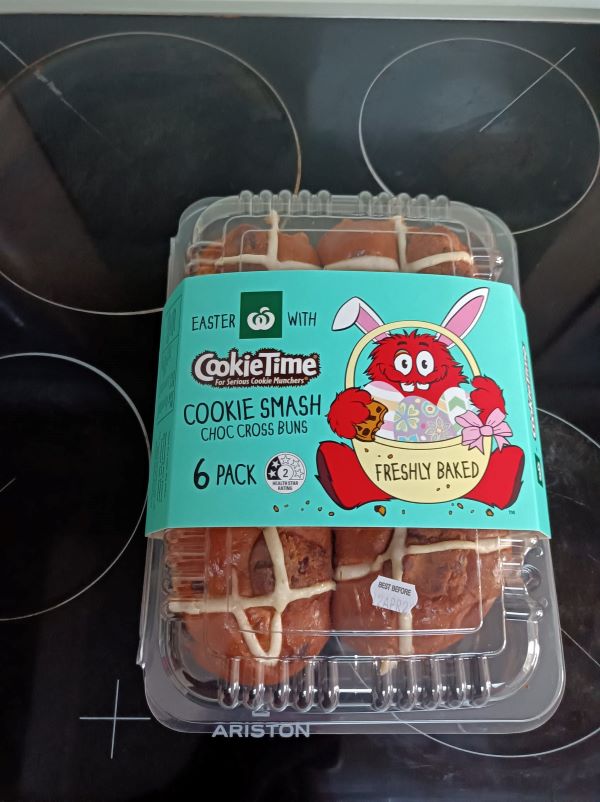 EASTER WITH
CookieTime
For Serious Cookie Munchers
COOKIE SMASH
CHOC CROSS BUNS
6 PACK
2
HEALTH STAR
RATING
FRESHLY BAKED
TM
BEST BEFORE
ARISTON